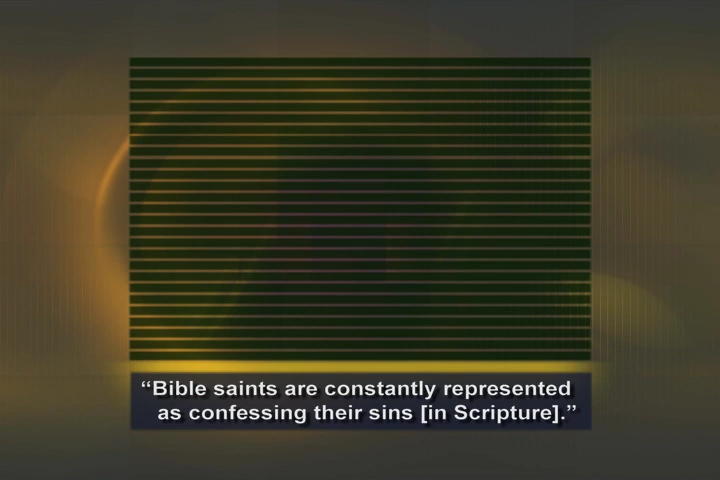 “Bible saints are constantly represented
as confessing their sins [in Scripture].”